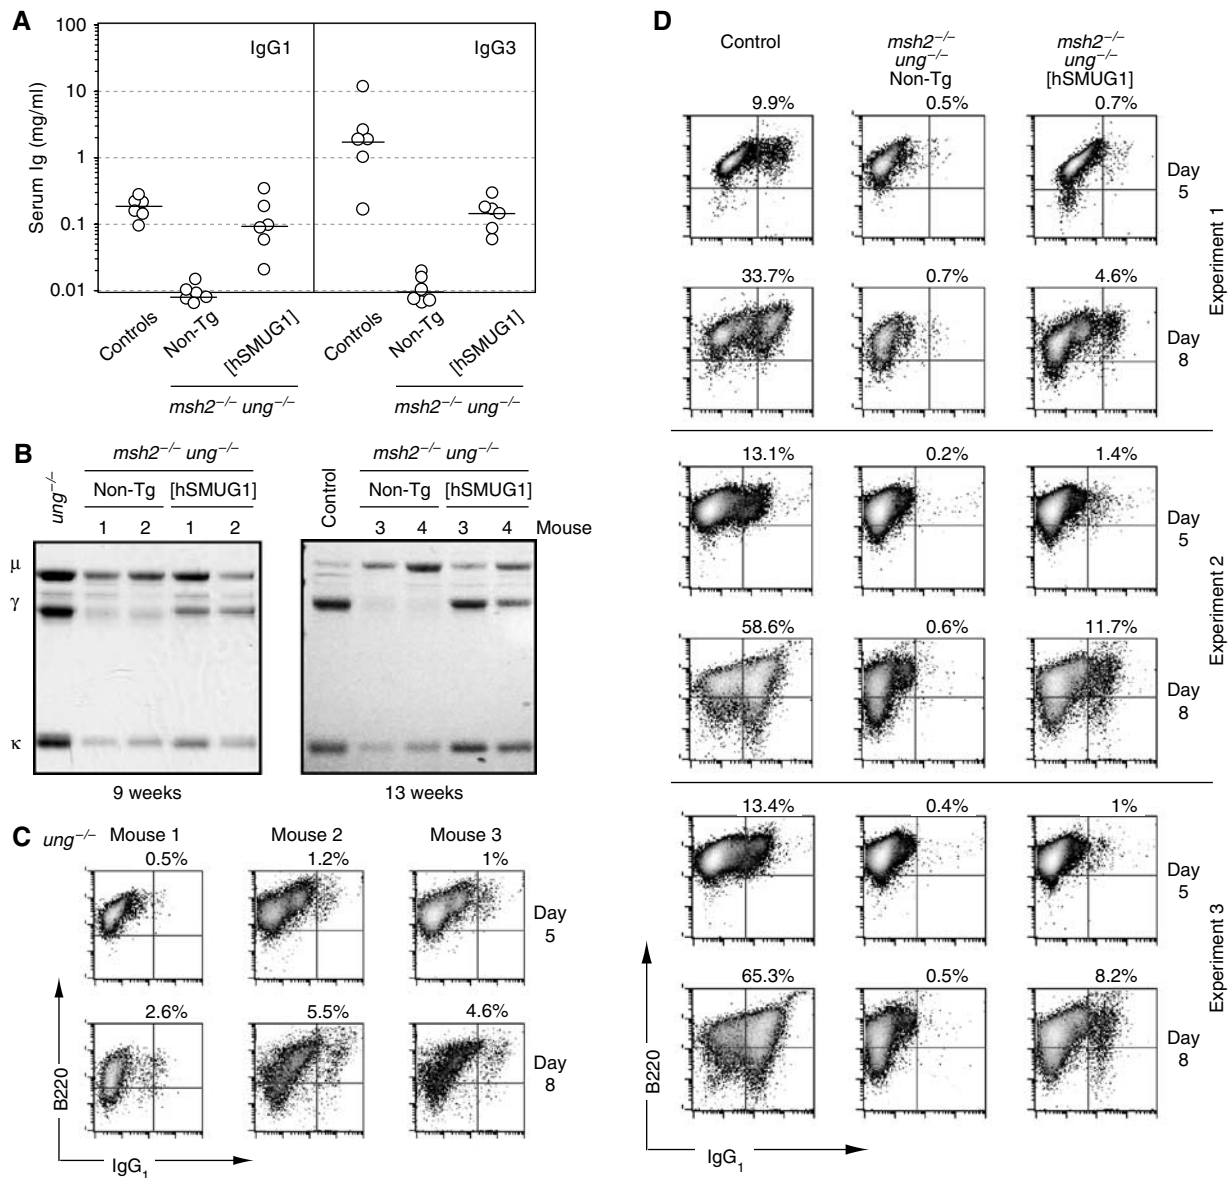 A
100
10
1
0.1
0.01
Serum Ig (mg/ml)
IgG1
IgG3
Controls
Non-Tg
[hSMUG1]
Controls
Non-Tg
[hSMUG1]
msh2−/− ung−/−
msh2−/− ung−/−
B
ung−/−
msh2−/− ung−/−
Non-Tg [hSMUG1]
1 2 1 2
Control
msh2−/− ung−/−
Non-Tg [hSMUG1]
3 4 3 4 Mouse
μ
γ
κ
9 weeks
13 weeks
C
ung−/− Mouse 1 Mouse 2 Mouse 3
0.5% 1.2% 1%
Day
5
2.6% 5.5% 4.6%
Day
8
B220
IgG1
D
Control
msh2−/−
ung−/−
Non-Tg
msh2−/−
ung−/−
[hSMUG1]
9.9% 0.5% 0.7%
Day
5
33.7% 0.7% 4.6%
Day
8
Experiment 1
13.1% 0.2% 1.4%
Day
5
58.6% 0.6% 11.7%
Day
8
Experiment 2
13.4% 0.4% 1%
Day
5
65.3% 0.5% 8.2%
Day
8
Experiment 3
B220
IgG1